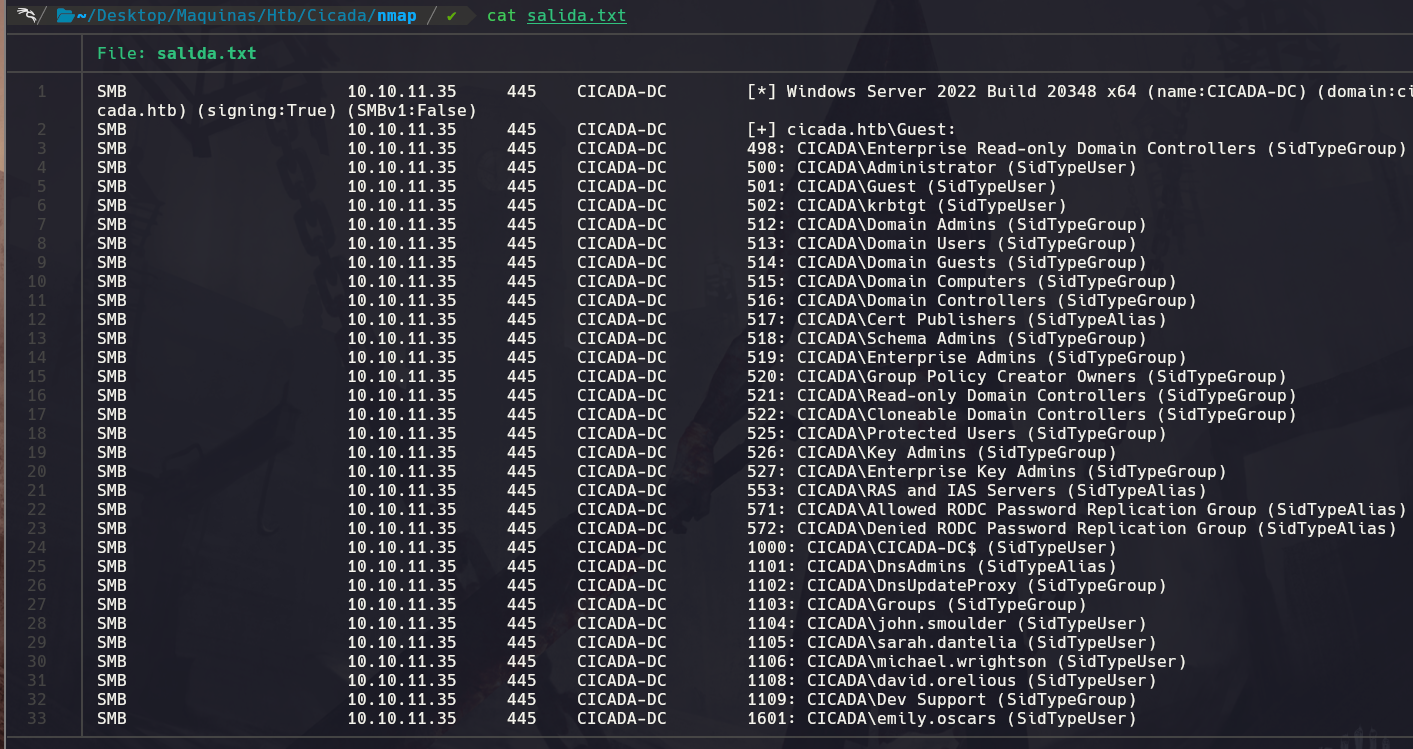 ~/Desktop/Maquinas/Htb/Cicada/nmap / ✔ cat salida.txt
File: salida.txt
1 SMB 10.10.11.35 445 CICADA-DC [*] Windows Server 2022 Build 20348 x64 (name:CICADA-DC) (domain:ci
cada.htb) (signing:True) (SMBv1:False)
2 SMB 10.10.11.35 445 CICADA-DC [+] cicada.htb\Guest:
3 SMB 10.10.11.35 445 CICADA-DC 498: CICADA\Enterprise Read-only Domain Controllers (SidTypeGroup)
4 SMB 10.10.11.35 445 CICADA-DC 500: CICADA\Administrator (SidTypeUser)
5 SMB 10.10.11.35 445 CICADA-DC 501: CICADA\Guest (SidTypeUser)
6 SMB 10.10.11.35 445 CICADA-DC 502: CICADA\krbtgt (SidTypeUser)
7 SMB 10.10.11.35 445 CICADA-DC 512: CICADA\Domain Admins (SidTypeGroup)
8 SMB 10.10.11.35 445 CICADA-DC 513: CICADA\Domain Users (SidTypeGroup)
9 SMB 10.10.11.35 445 CICADA-DC 514: CICADA\Domain Guests (SidTypeGroup)
10 SMB 10.10.11.35 445 CICADA-DC 515: CICADA\Domain Computers (SidTypeGroup)
11 SMB 10.10.11.35 445 CICADA-DC 516: CICADA\Domain Controllers (SidTypeGroup)
12 SMB 10.10.11.35 445 CICADA-DC 517: CICADA\Cert Publishers (SidTypeAlias)
13 SMB 10.10.11.35 445 CICADA-DC 518: CICADA\Schema Admins (SidTypeGroup)
14 SMB 10.10.11.35 445 CICADA-DC 519: CICADA\Enterprise Admins (SidTypeGroup)
15 SMB 10.10.11.35 445 CICADA-DC 520: CICADA\Group Policy Creator Owners (SidTypeGroup)
16 SMB 10.10.11.35 445 CICADA-DC 521: CICADA\Read-only Domain Controllers (SidTypeGroup)
17 SMB 10.10.11.35 445 CICADA-DC 522: CICADA\Cloneable Domain Controllers (SidTypeGroup)
18 SMB 10.10.11.35 445 CICADA-DC 525: CICADA\Protected Users (SidTypeGroup)
19 SMB 10.10.11.35 445 CICADA-DC 526: CICADA\Key Admins (SidTypeGroup)
20 SMB 10.10.11.35 445 CICADA-DC 527: CICADA\Enterprise Key Admins (SidTypeGroup)
21 SMB 10.10.11.35 445 CICADA-DC 553: CICADA\RAS and IAS Servers (SidTypeAlias)
22 SMB 10.10.11.35 445 CICADA-DC 571: CICADA\Allowed RODC Password Replication Group (SidTypeAlias)
23 SMB 10.10.11.35 445 CICADA-DC 572: CICADA\Denied RODC Password Replication Group (SidTypeAlias)
24 SMB 10.10.11.35 445 CICADA-DC 1000: CICADA\CICADA-DC$ (SidTypeUser)
25 SMB 10.10.11.35 445 CICADA-DC 1101: CICADA\DnsAdmins (SidTypeAlias)
26 SMB 10.10.11.35 445 CICADA-DC 1102: CICADA\DnsUpdateProxy (SidTypeGroup)
27 SMB 10.10.11.35 445 CICADA-DC 1103: CICADA\Groups (SidTypeGroup)
28 SMB 10.10.11.35 445 CICADA-DC 1104: CICADA\john.smoulder (SidTypeUser)
29 SMB 10.10.11.35 445 CICADA-DC 1105: CICADA\sarah.dantelia (SidTypeUser)
30 SMB 10.10.11.35 445 CICADA-DC 1106: CICADA\michael.wrightson (SidTypeUser)
31 SMB 10.10.11.35 445 CICADA-DC 1108: CICADA\david.orelious (SidTypeUser)
32 SMB 10.10.11.35 445 CICADA-DC 1109: CICADA\Dev Support (SidTypeGroup)
33 SMB 10.10.11.35 445 CICADA-DC 1601: CICADA\emily.oscars (SidTypeUser)